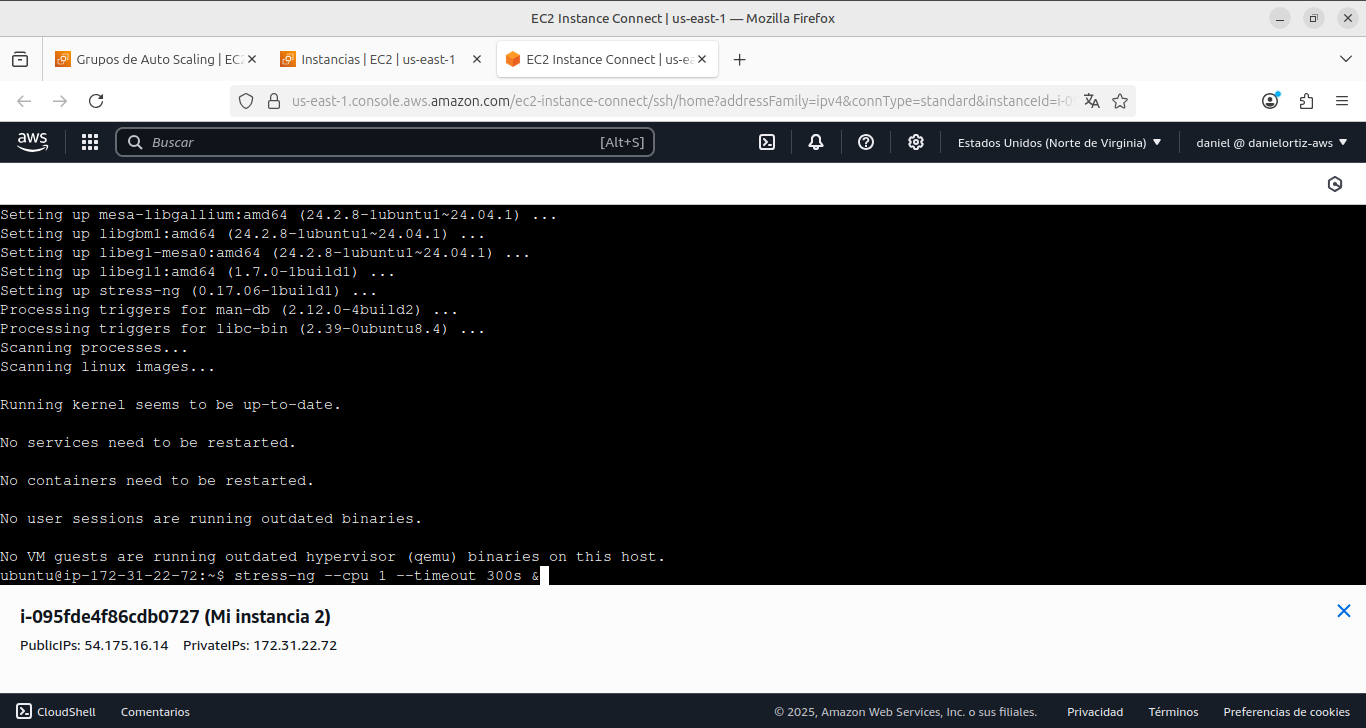 EC2 Instance Connect | us-east-1 — Mozilla Firefox
Grupos de Auto Scaling | EC
Instancias | EC2 | us-east-1
EC2 Instance Connect | us-ea
us-east-1.console.aws.amazon.com/ec2-instance-connect/ssh/home?addressFamily=ipv4&connType=standard&instanceId=i-09
aws
Buscar
[Alt+S]
Estados Unidos (Norte de Virginia)
daniel @ danielortiz-aws
Setting up mesa-libgallium:amd64 (24.2.8-1ubuntu1~24.04.1) ...
Setting up libgbm1:amd64 (24.2.8-1ubuntu1~24.04.1) ...
Setting up libegl-mesa0:amd64 (24.2.8-1ubuntu1~24.04.1) ...
Setting up libegl1:amd64 (1.7.0-1build1) ...
Setting up stress-ng (0.17.06-1build1) ...
Processing triggers for man-db (2.12.0-4build2) ...
Processing triggers for libc-bin (2.39-0ubuntu8.4) ...
Scanning processes...
Scanning linux images...
Running kernel seems to be up-to-date.
No services need to be restarted.
No containers need to be restarted.
No user sessions are running outdated binaries.
No VM guests are running outdated hypervisor (qemu) binaries on this host.
ubuntu@ip-172-31-22-72:~$ stress-ng --cpu 1 --timeout 300s &
i-095fde4f86cdb0727 (Mi instancia 2)
PublicIPs: 54.175.16.14 PrivateIPs: 172.31.22.72
CloudShell
Comentarios
© 2025, Amazon Web Services, Inc. o sus filiales.
Privacidad
Términos
Preferencias de cookies